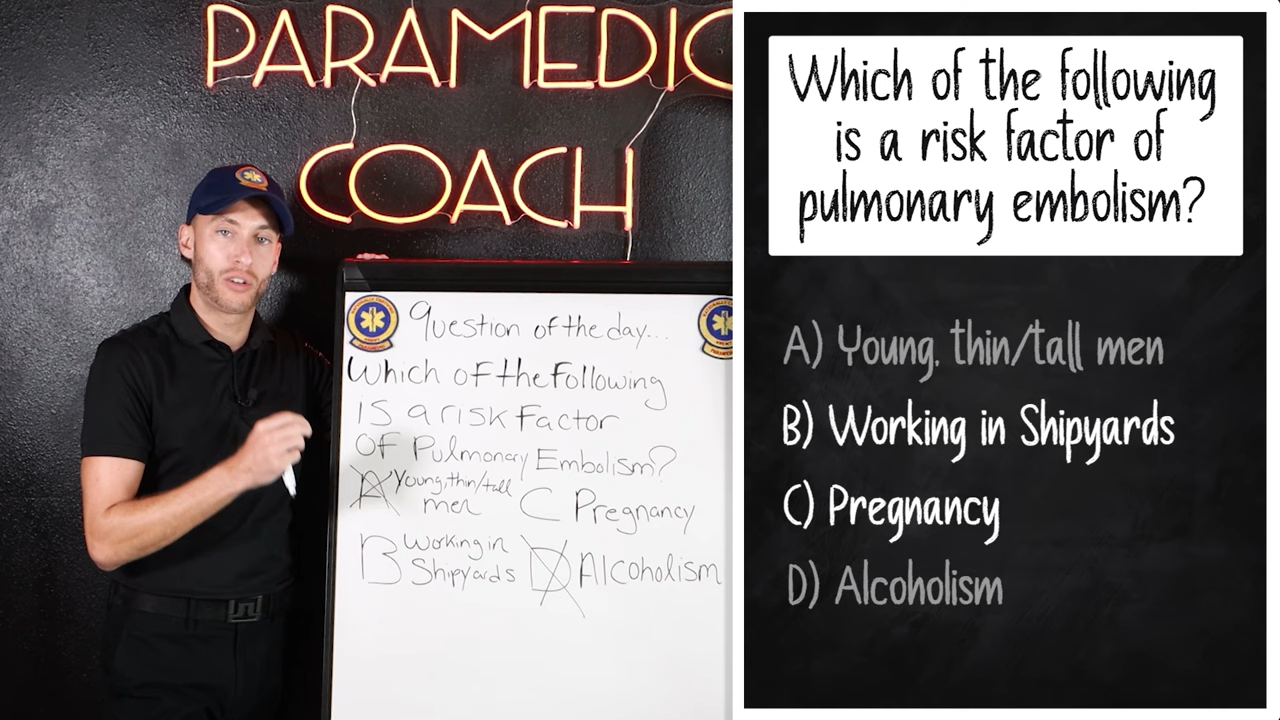 PARAMEDIC
COACH
Question of the day...
Which of the following
is a risk factor
of Pulmonary Embolism?
A Young, thin/tall
men
C Pregnancy
B Working in
Shipyards
D Alcoholism
Which of the following
is a risk factor of
pulmonary embolism?
A) Young, thin/tall men
B) Working in Shipyards
C) Pregnancy
D) Alcoholism